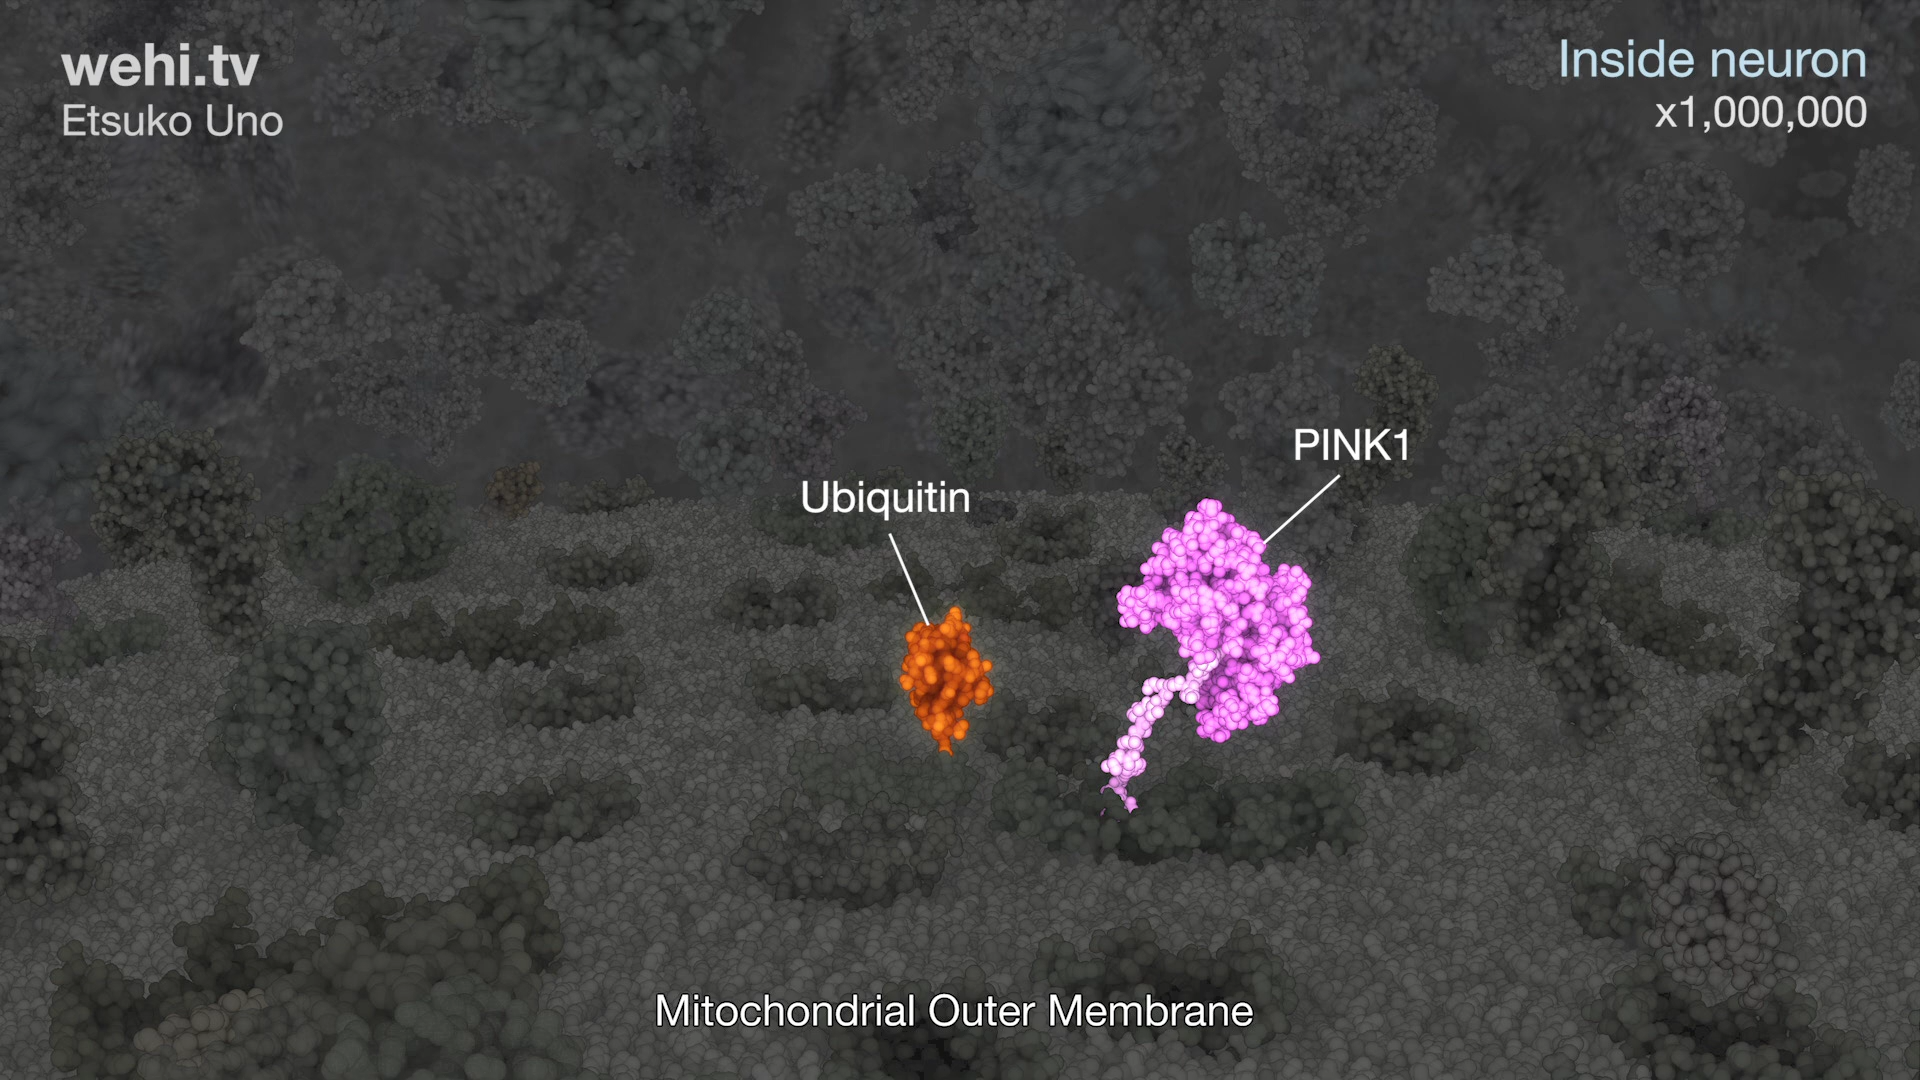 wehi.tv
Etsuko Uno
Inside neuron
x1,000,000
PINK1
Ubiquitin
Mitochondrial Outer Membrane